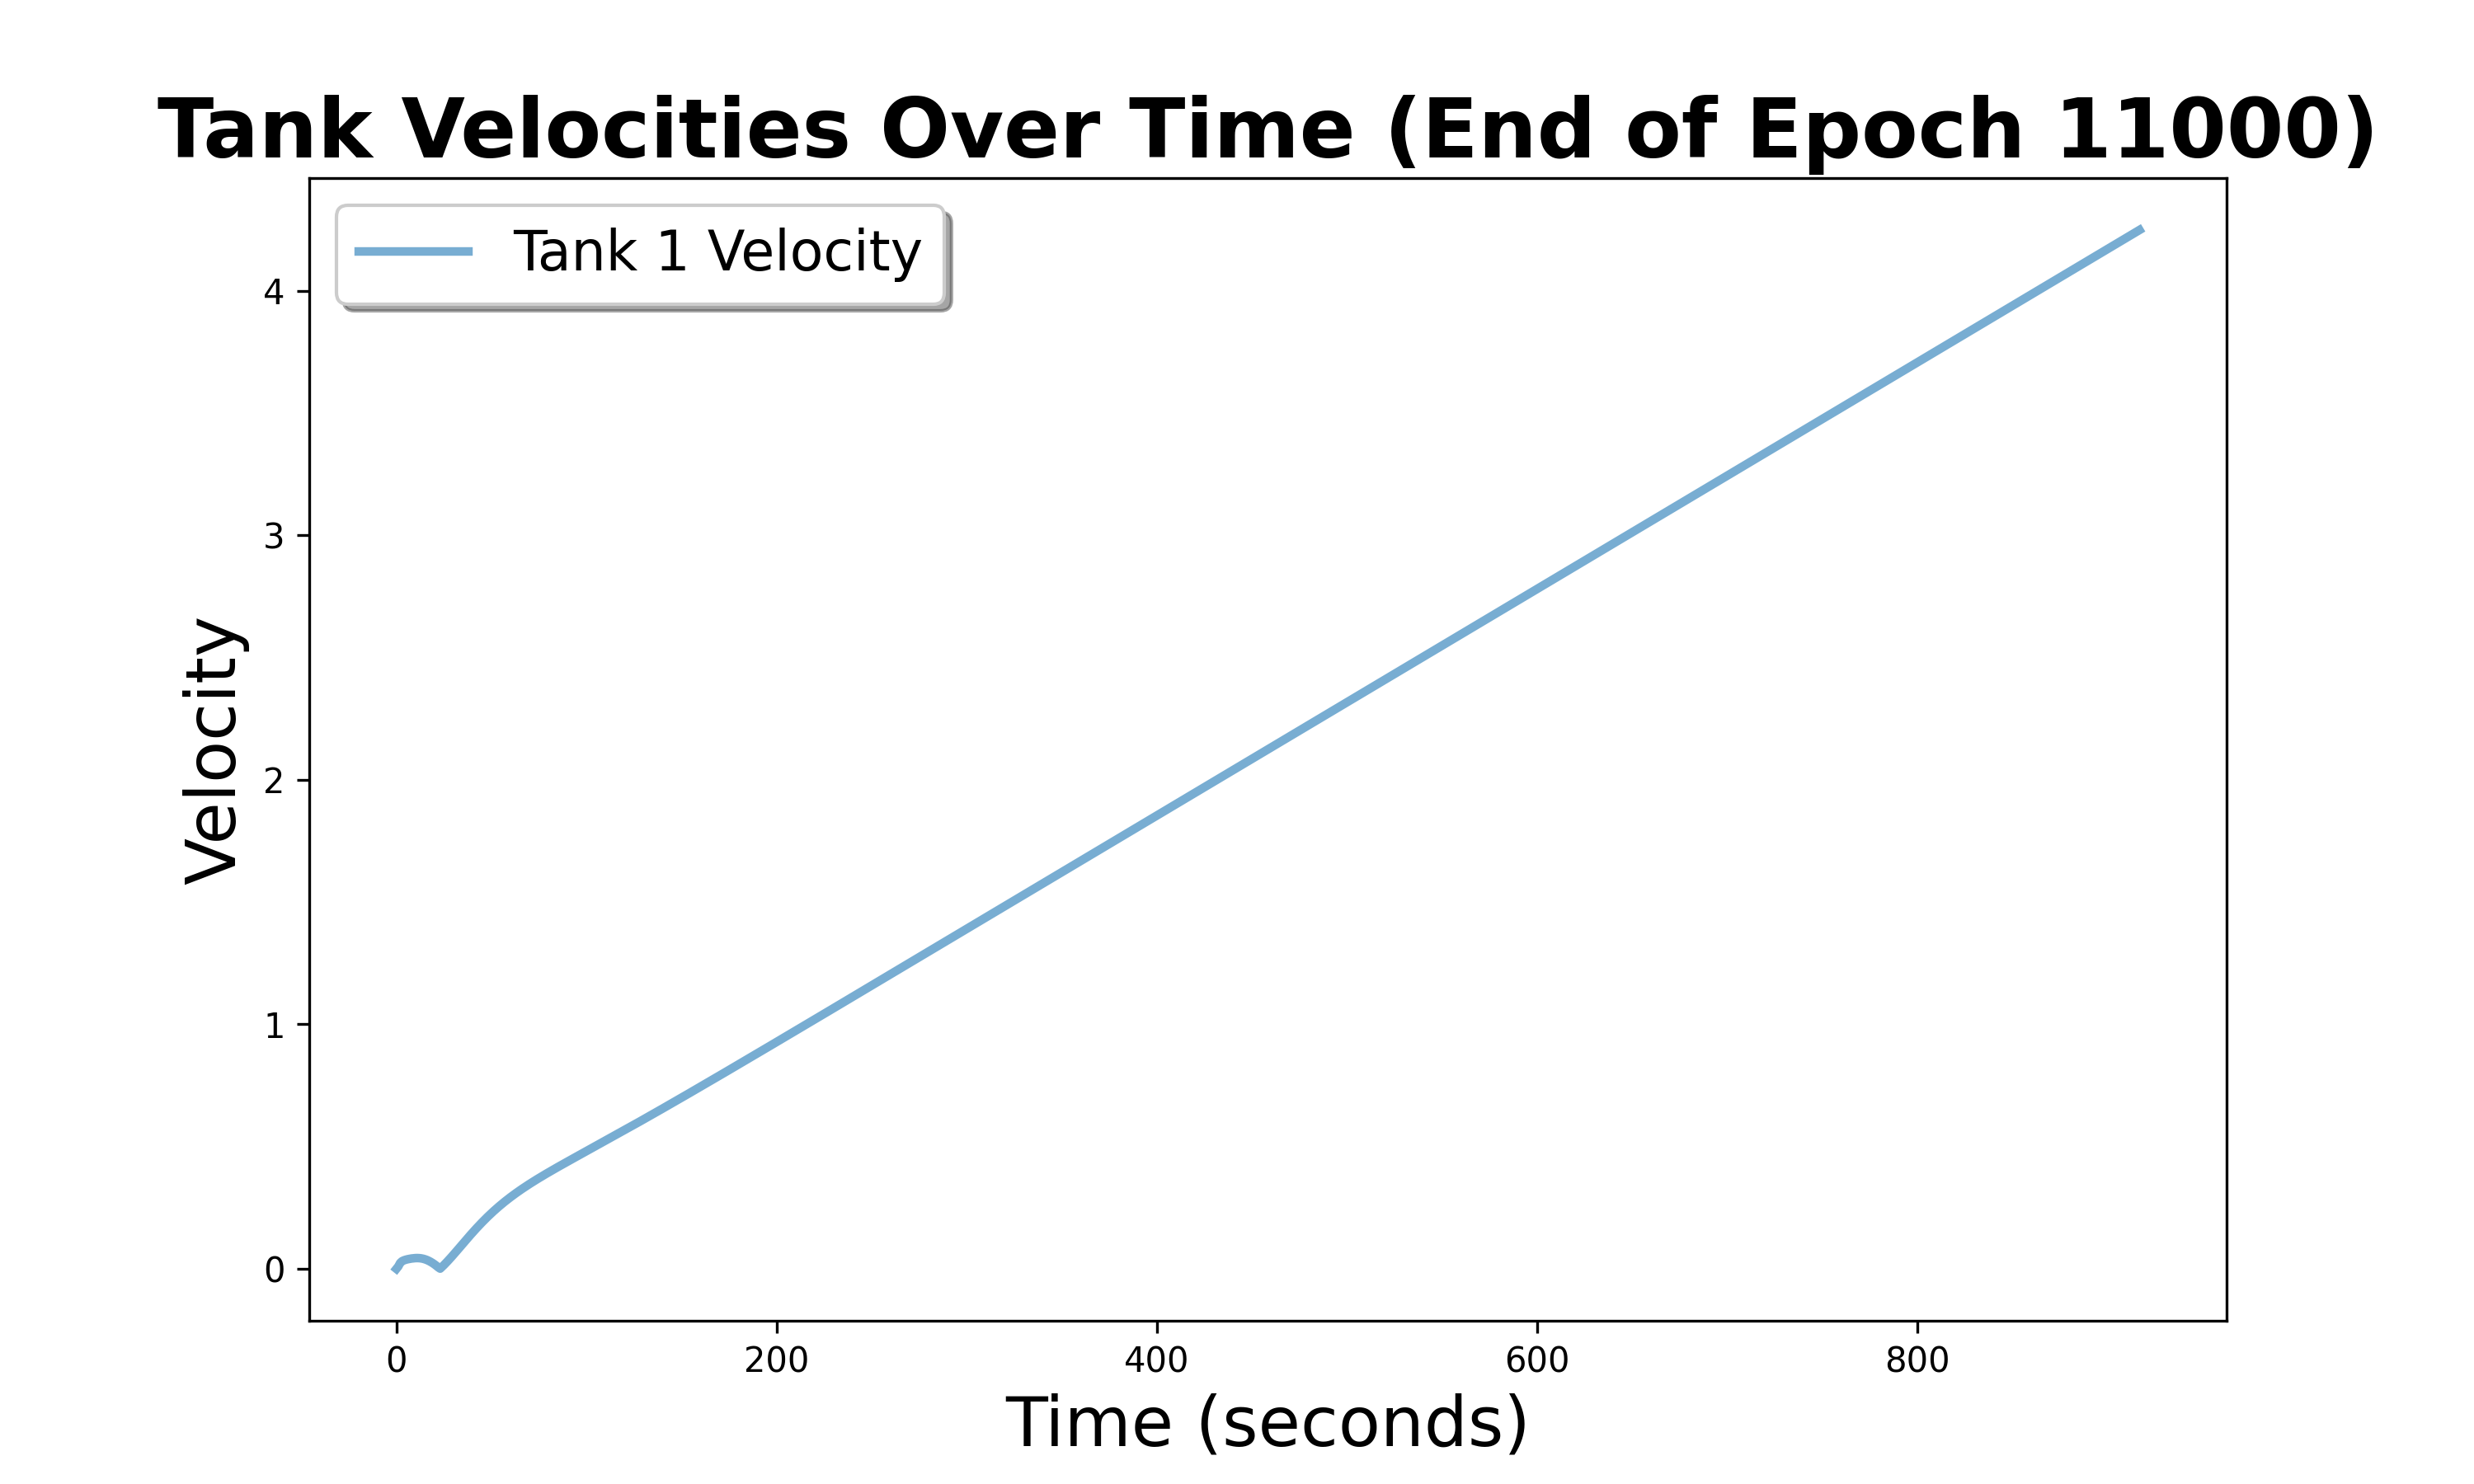 Tank Velocities Over Time (End of Epoch 11000)
Tank 1 Velocity
Velocity
4
3
2
1
0
0 200 400 600 800
Time (seconds)